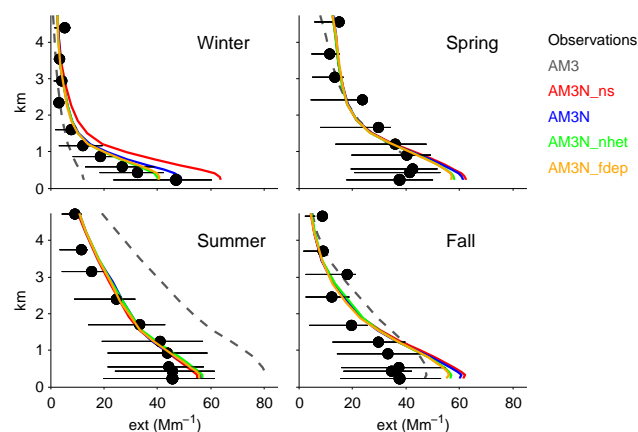 Winter
Spring
Observations
AM3
AM3N_ns
AM3N
AM3N_nhet
AM3N_fdep
km
4
3
2
1
0
km
4
3
2
1
0
Summer
Fall
0 20 40 60 80
0 20 40 60 80
ext (Mm−1)
ext (Mm−1)